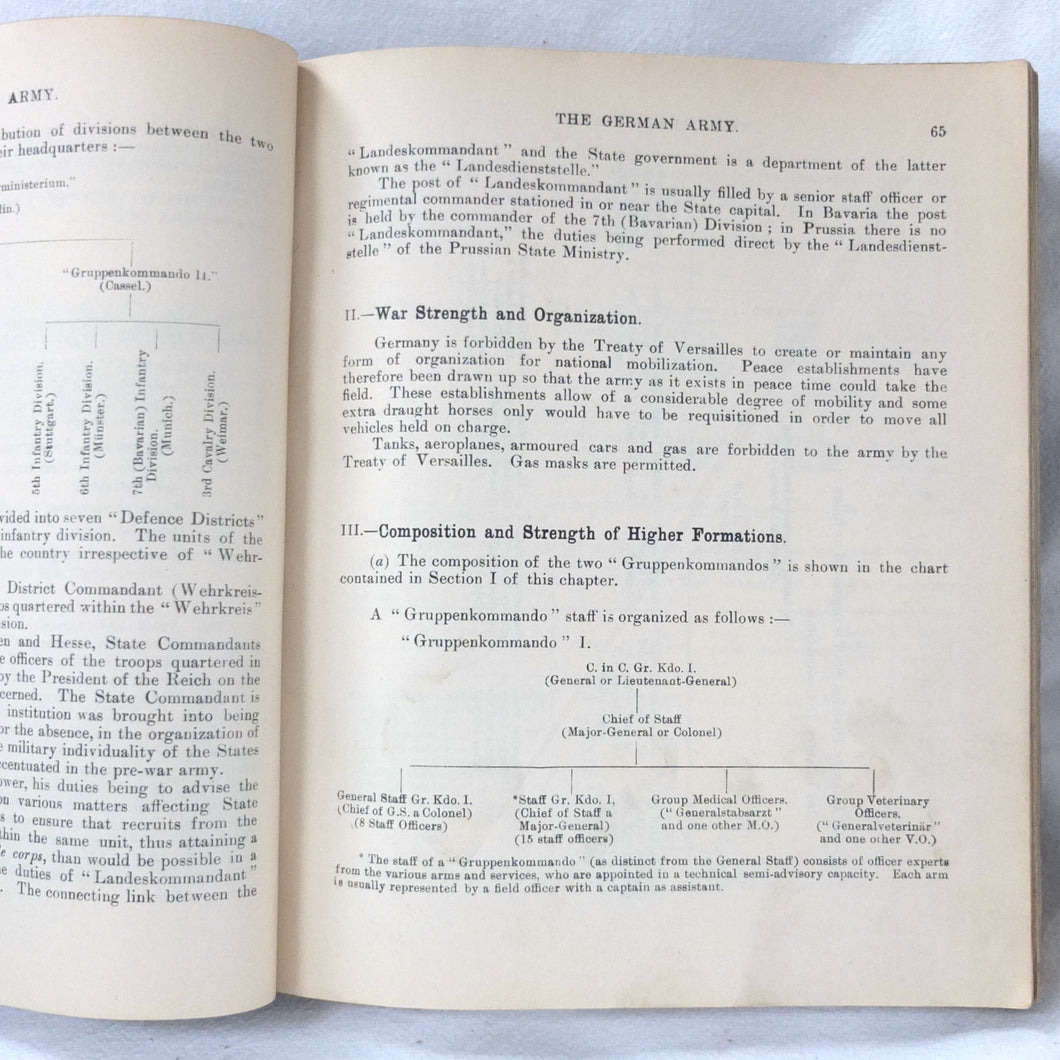 ARMY.
bution of divisions between the two
eir headquarters :—
ministerium."
lin.)
"Gruppenkommando II."
(Cassel.)
5th Infantry Division.
(Stuttgart.)
6th Infantry Division.
(Münster.)
7th (Bavarian) Infantry
Division.
(Munich.)
3rd Cavalry Division.
(Weimar.)
vided into seven "Defence Districts"
infantry division. The units of the
he country irrespective of "Wehr-
District Commandant (Wehrkreis-
ps quartered within the "Wehrkreis"
sion.
en and Hesse, State Commandants
e officers of the troops quartered in
by the President of the Reich on the
cerned. The State Commandant is
institution was brought into being
or the absence, in the organization of
e military individuality of the States
ccentuated in the pre-war army.
ower, his duties being to advise the
on various matters affecting State
s to ensure that recruits from the
thin the same unit, thus attaining a
e corps, than would be possible in a
e duties of "Landeskommandant"
. The connecting link between the
THE GERMAN ARMY.
65
"Landeskommandant" and the State government is a department of the latter
known as the "Landesdienststelle."
The post of "Landeskommandant" is usually filled by a senior staff officer or
regimental commander stationed in or near the State capital. In Bavaria the post
is held by the commander of the 7th (Bavarian) Division; in Prussia there is no
"Landeskommandant," the duties being performed direct by the "Landesdienst-
stelle" of the Prussian State Ministry.
II.—War Strength and Organization.
Germany is forbidden by the Treaty of Versailles to create or maintain any
form of organization for national mobilization. Peace establishments have
therefore been drawn up so that the army as it exists in peace time could take the
field. These establishments allow of a considerable degree of mobility and some
extra draught horses only would have to be requisitioned in order to move all
vehicles held on charge.
Tanks, aeroplanes, armoured cars and gas are forbidden to the army by the
Treaty of Versailles. Gas masks are permitted.
III.—Composition and Strength of Higher Formations.
(a) The composition of the two "Gruppenkommandos" is shown in the chart
contained in Section I of this chapter.
A "Gruppenkommando" staff is organized as follows :—
"Gruppenkommando" I.
C. in C. Gr. Kdo. I.
(General or Lieutenant-General)
Chief of Staff
(Major-General or Colonel)
General Staff Gr. Kdo. I.
(Chief of G.S. a Colonel)
(8 Staff Officers)
*Staff Gr. Kdo. I,
(Chief of Staff a
Major-General)
(15 staff officers)
Group Medical Officers.
("Generalstabsarzt"
and one other M.O.)
Group Veterinary
Officers.
("Generalveterinär"
and one other V.O.)
* The staff of a "Gruppenkommando" (as distinct from the General Staff) consists of officer experts
from the various arms and services, who are appointed in a technical semi-advisory capacity. Each arm
is usually represented by a field officer with a captain as assistant.